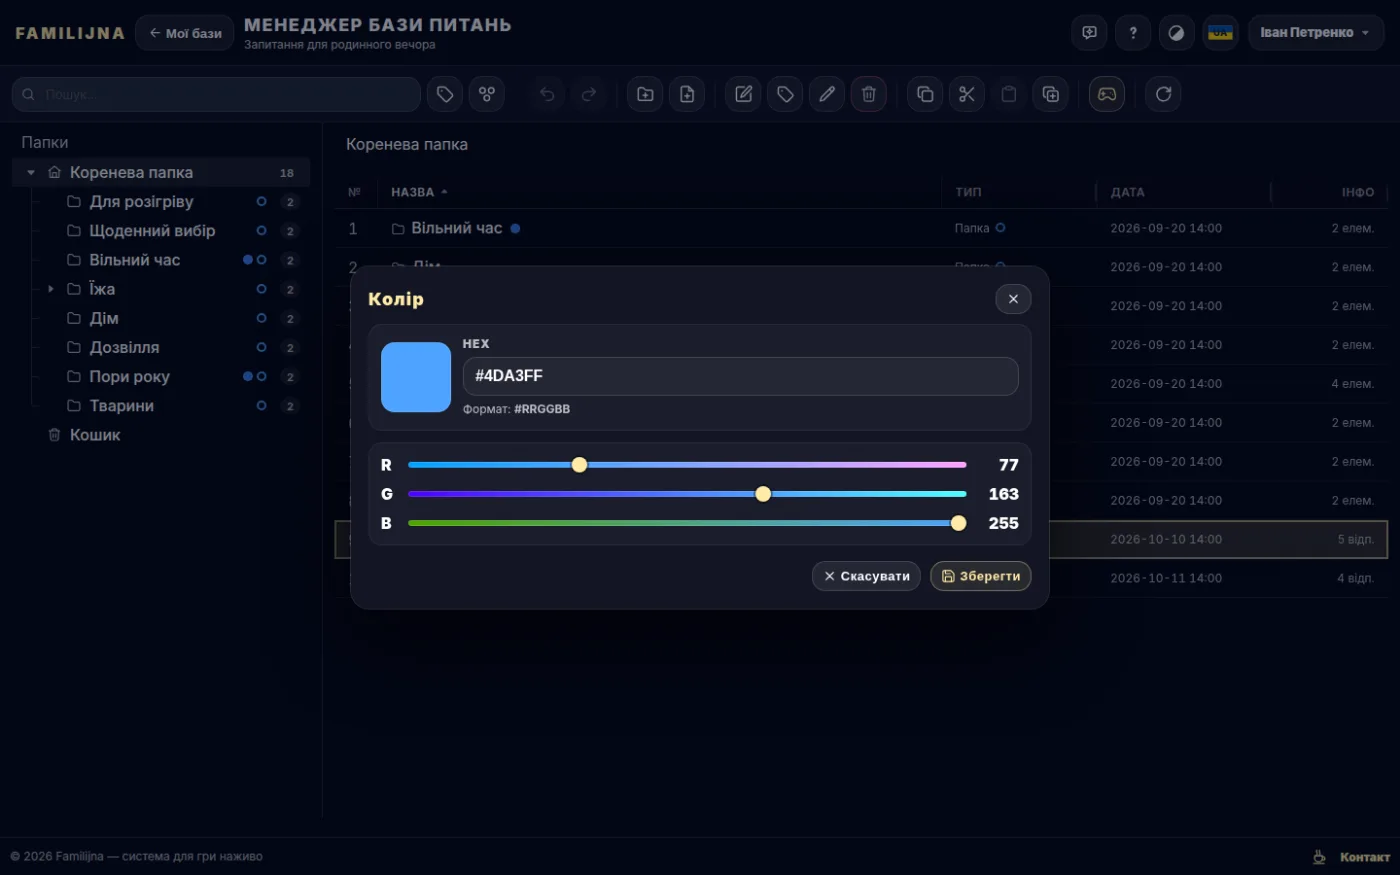 FAMILIJNA
← Мої бази
МЕНЕДЖЕР БАЗИ ПИТАНЬ
Запитання для родинного вечора
?
UA
Іван Петренко
Пошук...
Папки
Коренева папка 18
Для розігріву 2
Щоденний вибір 2
Вільний час 2
Їжа 2
Дім 2
Дозвілля 2
Пори року 2
Тварини 2
Кошик
Коренева папка
№ НАЗВА ТИП ДАТА ІНФО
1 Вільний час Папка 2026-09-20 14:00 2 елем.
2 Дім Папка 2026-09-20 14:00 2 елем.
2026-09-20 14:00 2 елем.
2026-09-20 14:00 2 елем.
2026-09-20 14:00 4 елем.
2026-09-20 14:00 2 елем.
2026-09-20 14:00 2 елем.
2026-09-20 14:00 2 елем.
2026-10-10 14:00 5 відп.
2026-10-11 14:00 4 відп.
Колір
HEX
#4DA3FF
Формат: #RRGGBB
R 77
G 163
B 255
Скасувати
Зберегти
© 2026 Familijna — система для гри наживо
Контакт